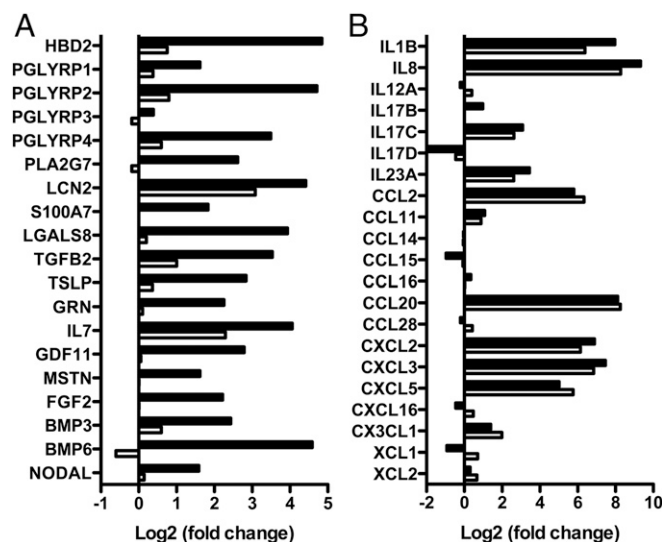 A
HBD2
PGLYRP1
PGLYRP2
PGLYRP3
PGLYRP4
PLA2G7
LCN2
S100A7
LGALS8
TGFB2
TSLP
GRN
IL7
GDF11
MSTN
FGF2
BMP3
BMP6
NODAL
-1 0 1 2 3 4 5
Log2 (fold change)
B
IL1B
IL8
IL12A
IL17B
IL17C
IL17D
IL23A
CCL2
CCL11
CCL14
CCL15
CCL16
CCL20
CCL28
CXCL2
CXCL3
CXCL5
CXCL16
CX3CL1
XCL1
XCL2
-2 0 2 4 6 8 10
Log2 (fold change)